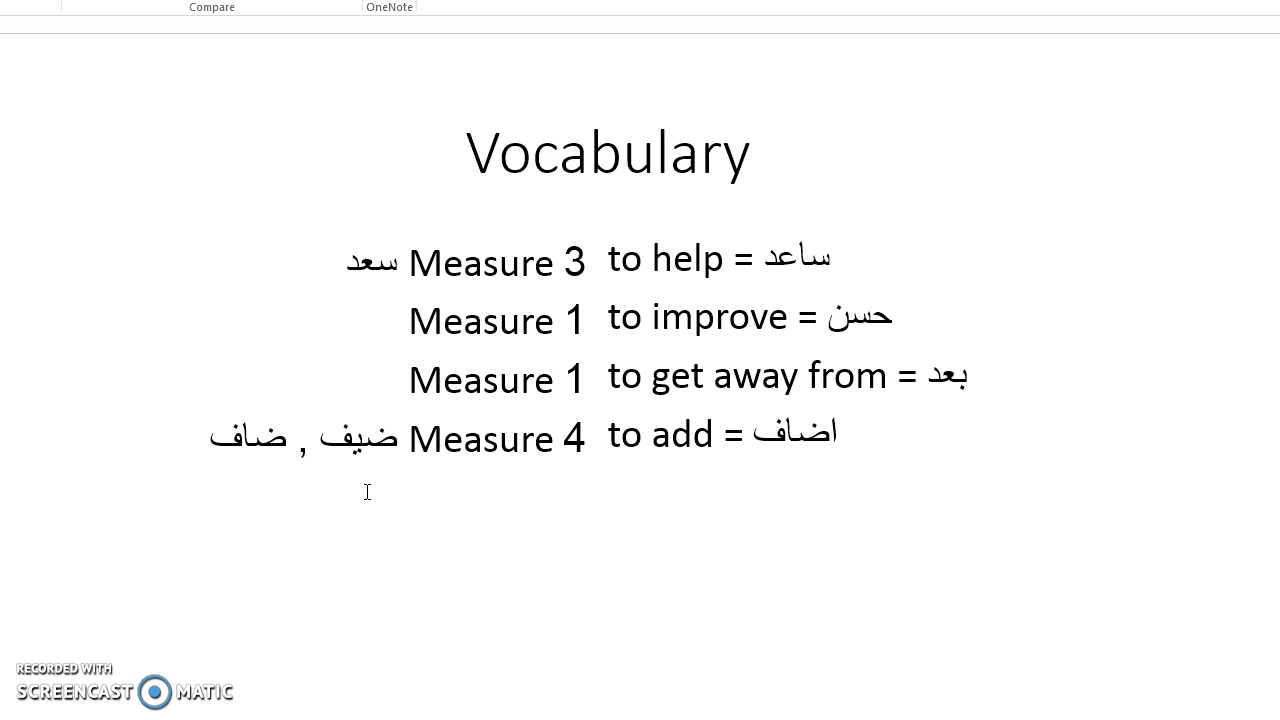 Compare OneNote
Vocabulary
سعد Measure 3 to help = ساعد
Measure 1 to improve = حسن
Measure 1 to get away from = بعد
ضاف , ضيف Measure 4 to add = اضاف
RECORDED WITH
SCREENCAST MATIC